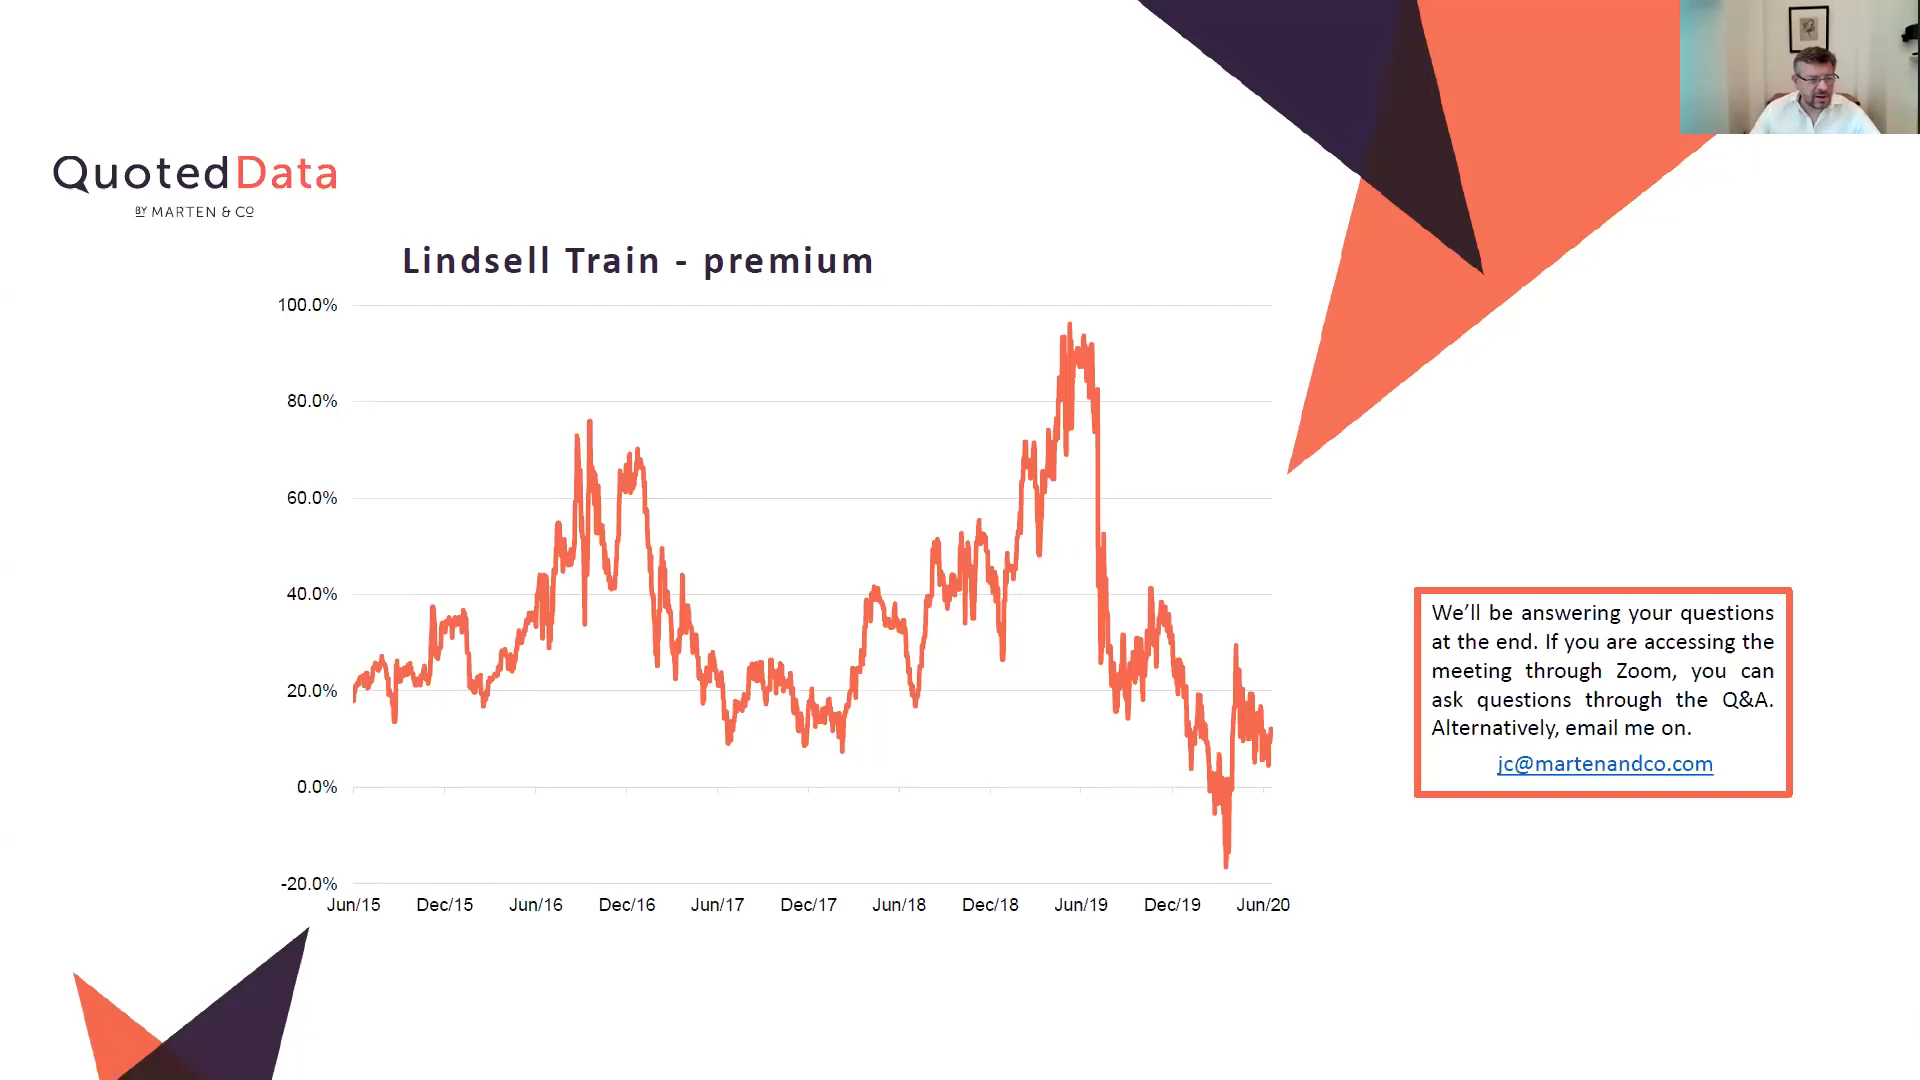 QuotedData
BY MARTEN & CO
Lindsell Train - premium
100.0%
80.0%
60.0%
40.0%
20.0%
0.0%
-20.0%
Jun/15 Dec/15 Jun/16 Dec/16 Jun/17 Dec/17 Jun/18 Dec/18 Jun/19 Dec/19 Jun/20
We’ll be answering your questions
at the end. If you are accessing the
meeting through Zoom, you can
ask questions through the Q&A.
Alternatively, email me on.
jc@martenandco.com